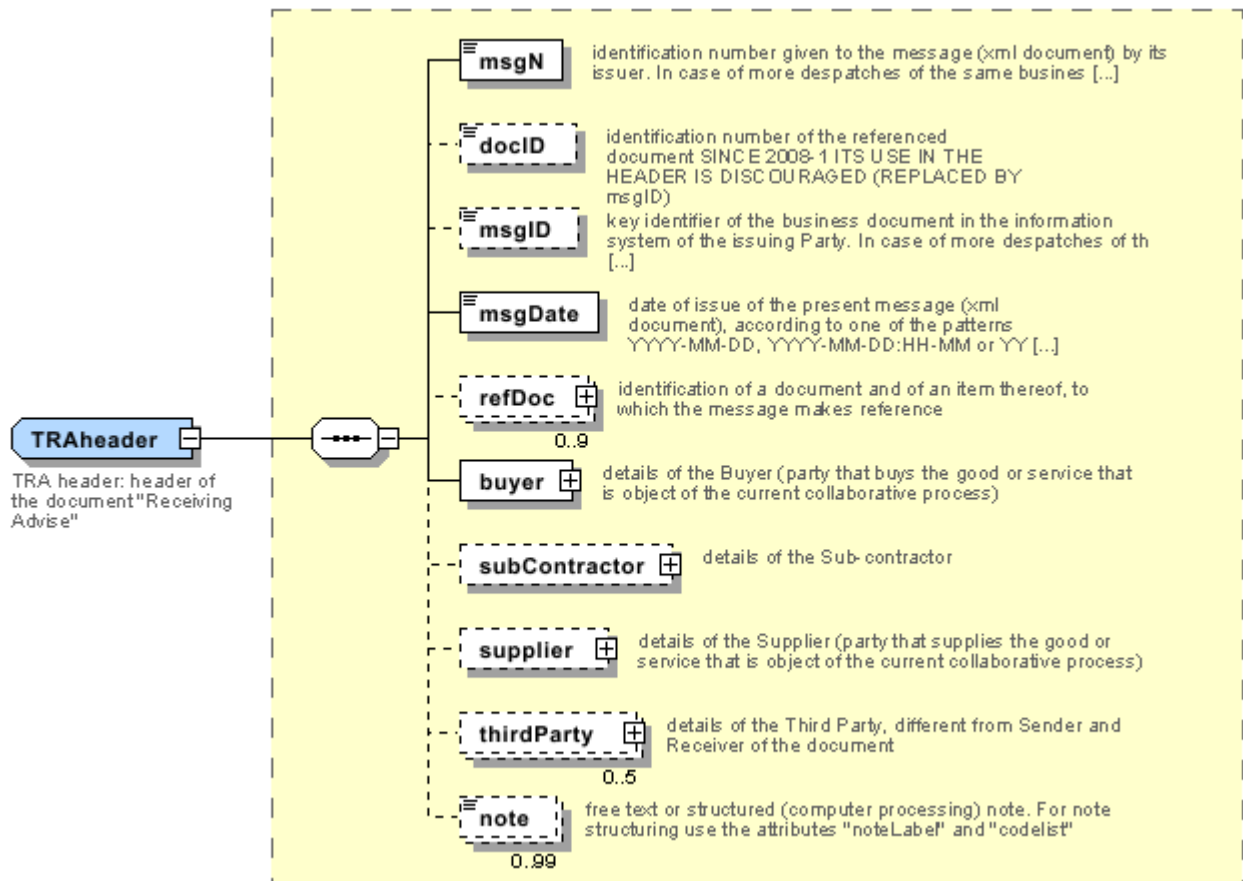 msgN
identification number given to the message (xml document) by its
issuer. In case of more despatches of the same busines [...]
docID
identification number of the referenced
document SINCE 2008-1 ITS USE IN THE
HEADER IS DISCOURAGED (REPLACED BY
msgID)
msgID
key identifier of the business document in the information
system of the issuing Party. In case of more despatches of th
[...]
msgDate
date of issue of the present message (xml
document), according to one of the patterns
YYYY-MM-DD, YYYY-MM-DD:HH-MM or YY [...]
refDoc
0..9
identification of a document and of an item thereof, to
which the message makes reference
TRAheader
TRA header: header of
the document "Receiving
Advise"
buyer
details of the Buyer (party that buys the good or service that
is object of the current collaborative process)
subContractor
details of the Sub-contractor
supplier
details of the Supplier (party that supplies the good or
service that is object of the current collaborative process)
thirdParty
0..5
details of the Third Party, different from Sender and
Receiver of the document
note
0..99
free text or structured (computer processing) note. For note
structuring use the attributes "noteLabel" and "codelist"